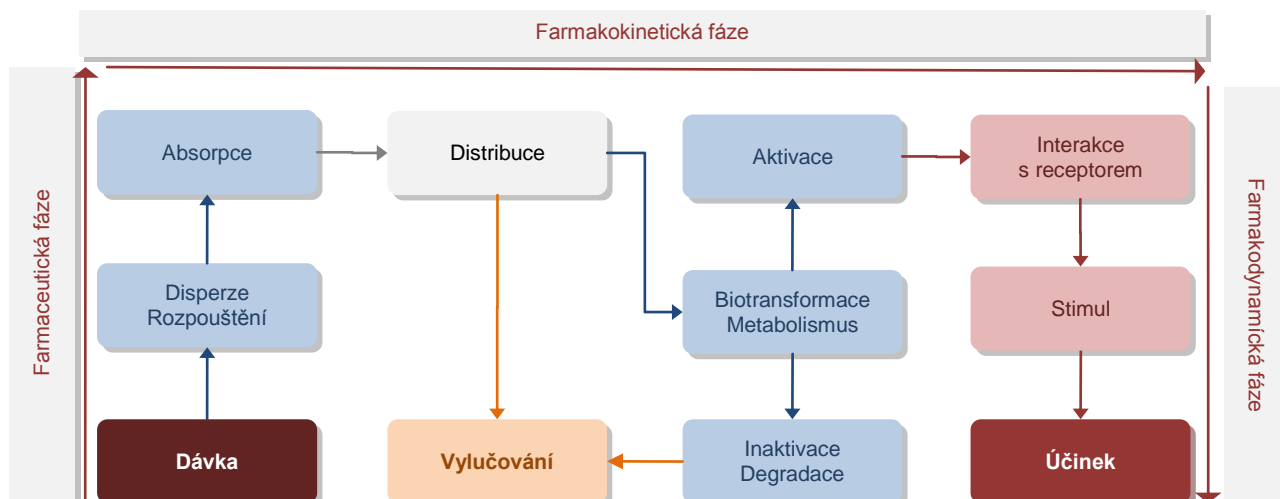 Farmakokinetická fáze
Farmaceutická fáze
Absorpce
Distribuce
Aktivace
Interakce
s receptorem
Farmakodynamícká fáze
Disperze
Rozpouštění
Biotransformace
Metabolismus
Stimul
Dávka
Vylučování
Inaktivace
Degradace
Účinek